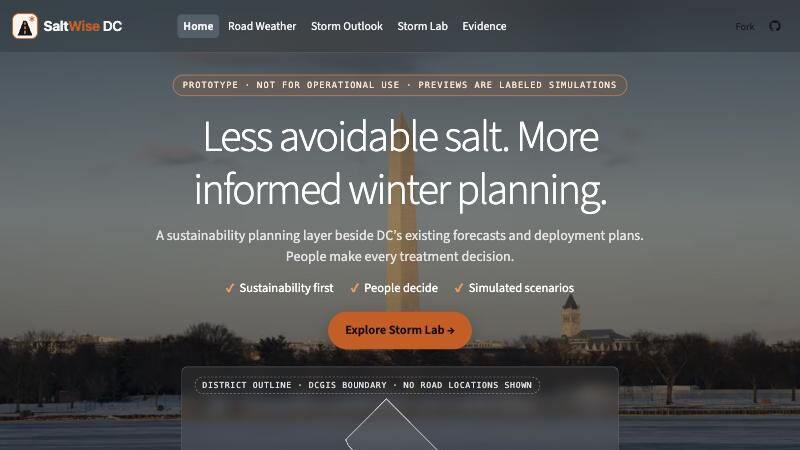 SaltWise DC
Home
Road Weather
Storm Outlook
Storm Lab
Evidence
Fork
PROTOTYPE · NOT FOR OPERATIONAL USE · PREVIEWS ARE LABELED SIMULATIONS
Less avoidable salt. More
informed winter planning.
A sustainability planning layer beside DC's existing forecasts and deployment plans.
People make every treatment decision.
✓ Sustainability first
✓ People decide
✓ Simulated scenarios
Explore Storm Lab →
DISTRICT OUTLINE · DCGIS BOUNDARY · NO ROAD LOCATIONS SHOWN